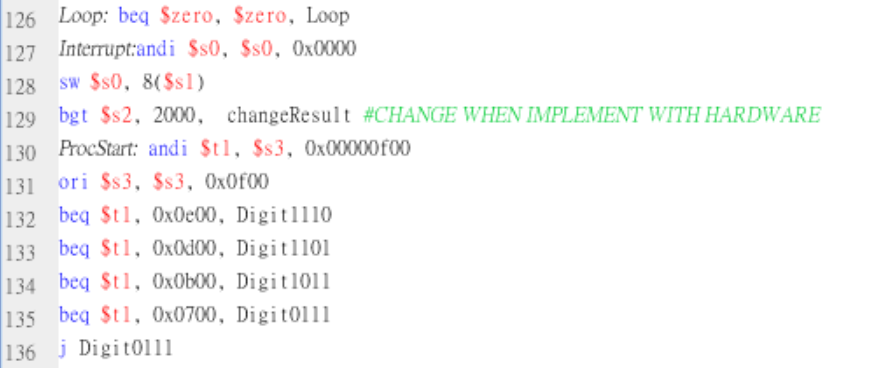 126 Loop: beq $zero, $zero, Loop
127 Interrupt:andi $s0, $s0, 0x0000
128 sw $s0, 8($s1)
129 bgt $s2, 2000, changeResult #CHANGE WHEN IMPLEMENT WITH HARDWARE
130 ProcStart: andi $t1, $s3, 0x00000f00
131 ori $s3, $s3, 0x0f00
132 beq $t1, 0x0e00, Digit1110
133 beq $t1, 0x0d00, Digit1101
134 beq $t1, 0x0b00, Digit1011
135 beq $t1, 0x0700, Digit0111
136 j Digit0111